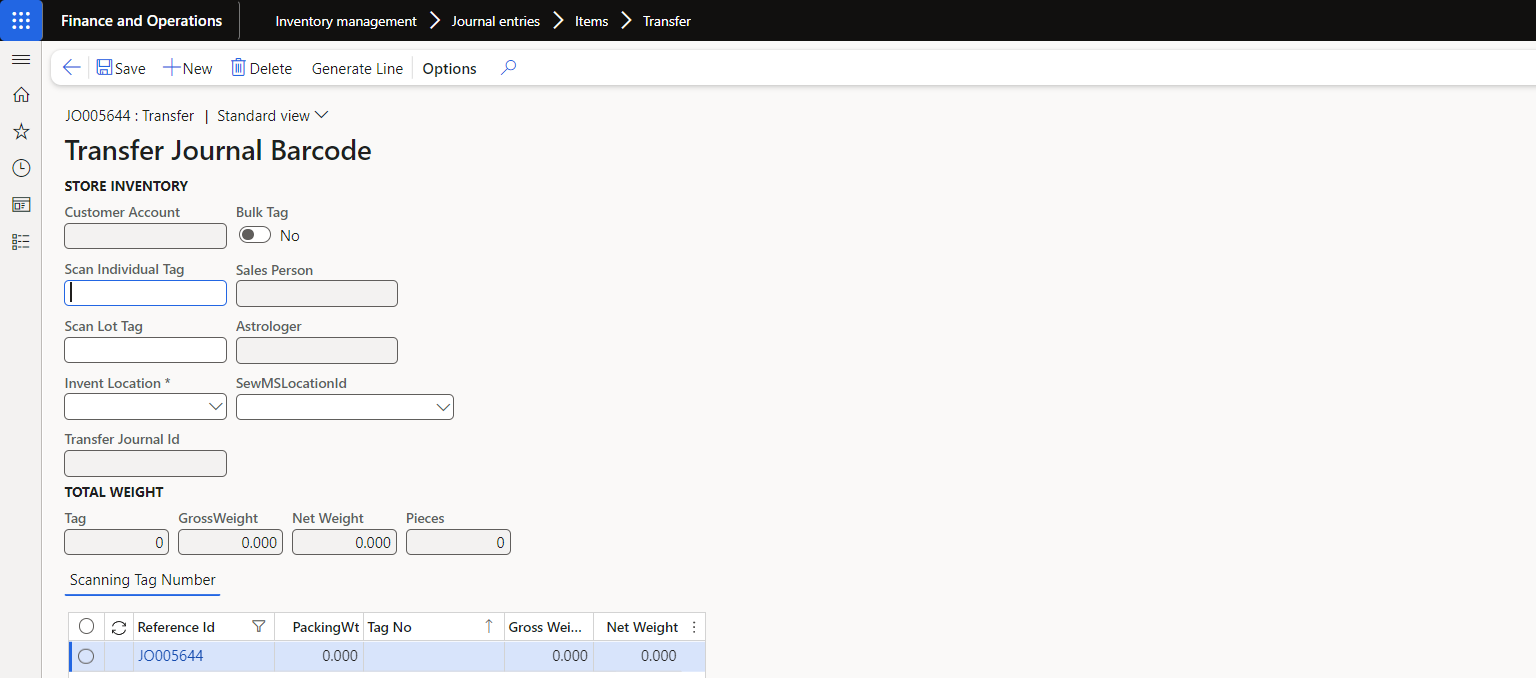 Finance and Operations Inventory management Journal entries Items Transfer
Save New Delete Generate Line Options
JO005644 : Transfer | Standard view
Transfer Journal Barcode
STORE INVENTORY
Customer Account Bulk Tag
No
Scan Individual Tag Sales Person
Scan Lot Tag Astrologer
Invent Location * SewMSLocationId
Transfer Journal Id
TOTAL WEIGHT
Tag GrossWeight Net Weight Pieces
0 0.000 0.000 0
Scanning Tag Number
Reference Id PackingWt Tag No Gross Wei... Net Weight
JO005644 0.000 0.000 0.000